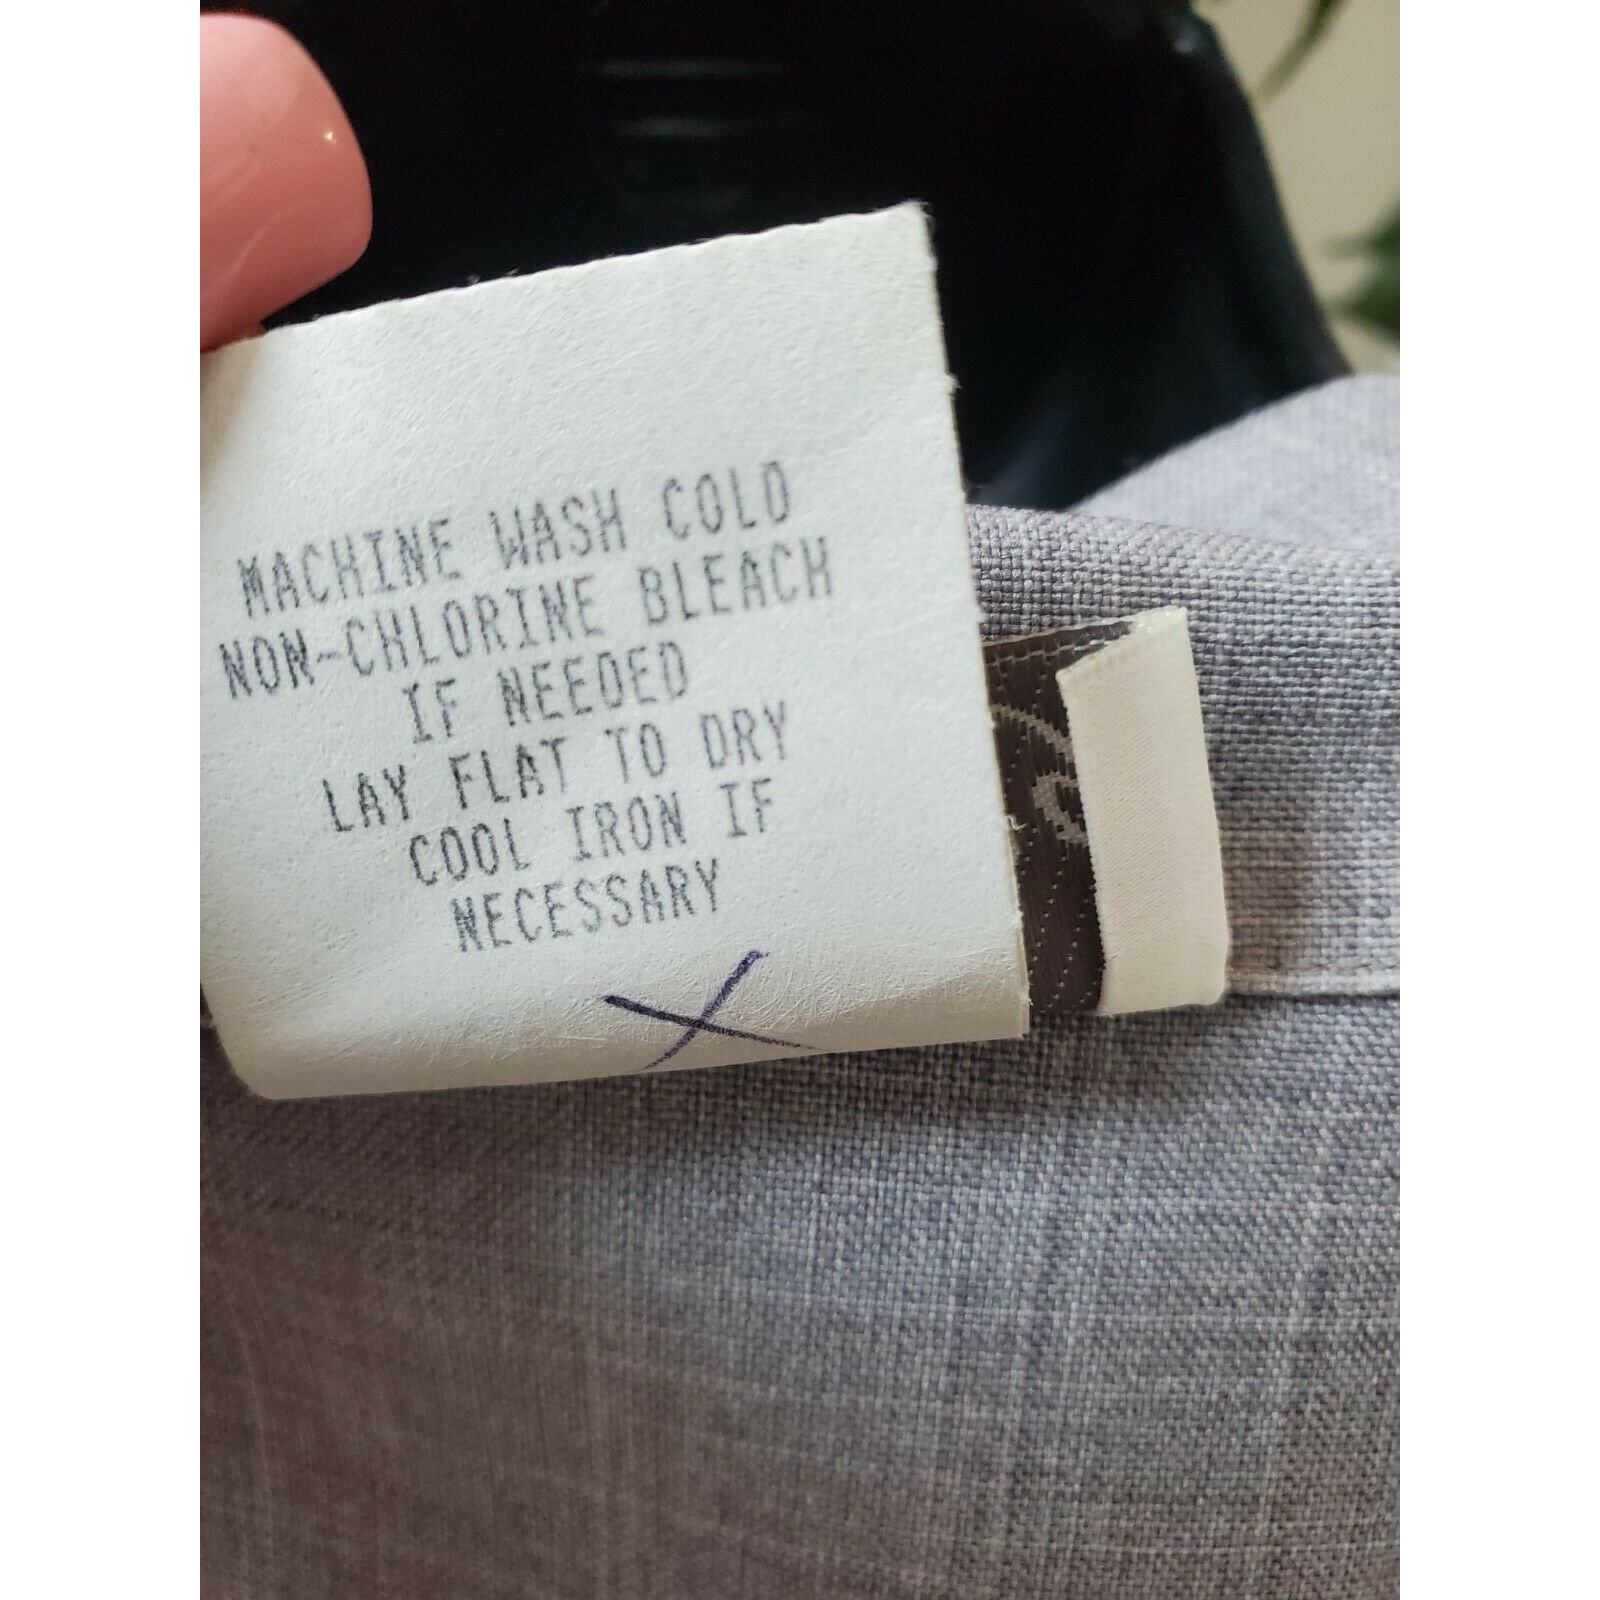 MACHINE WASH COLD
NON-CHLORINE BLEACH
IF NEEDED
LAY FLAT TO DRY
COOL IRON IF
NECESSARY
X